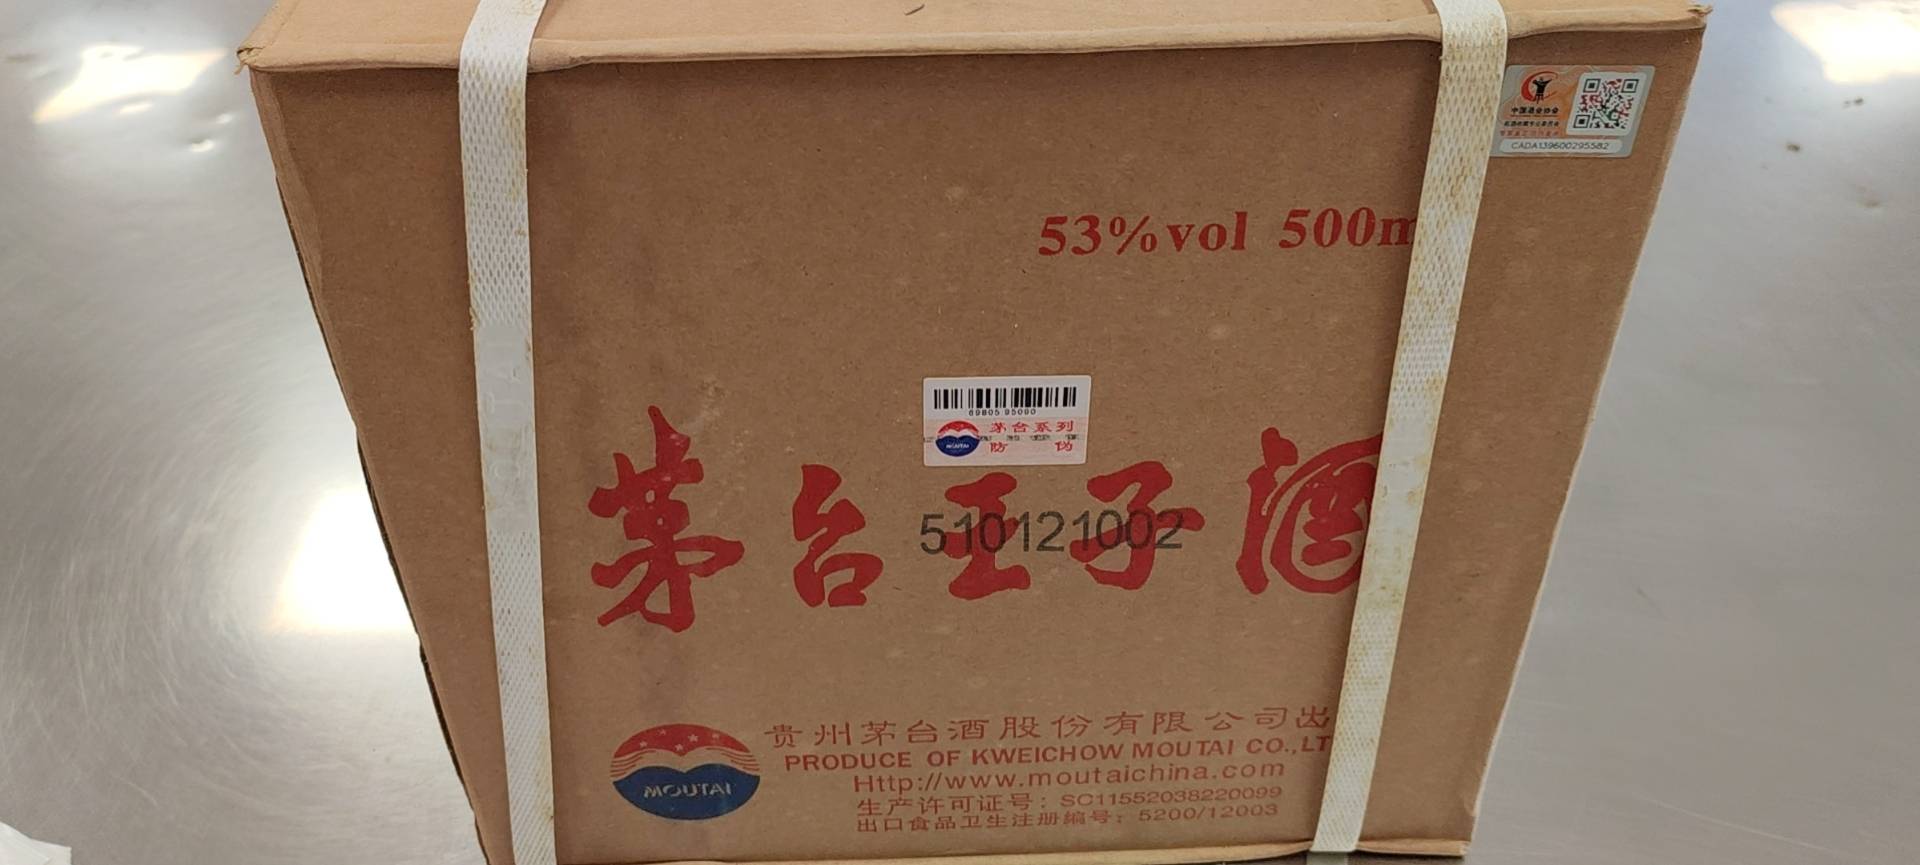 中国酒业协会
CADA139600295582
53%vol 500m
69805 95090
茅台系列
防 伪
MOUTAI
茅台王子酒
510121002
贵州茅台酒股份有限公司出
PRODUCE OF KWEICHOW MOUTAI CO.,LT
MOUTAI
Http://www.moutaichina.com
生产许可证号：SC11552038220099
出口食品卫生注册编号：5200/12003